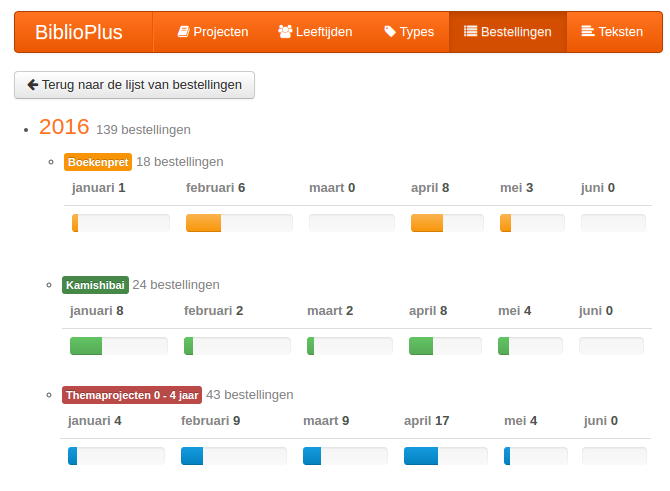 BiblioPlus Projecten Leeftijden Types Bestellingen Teksten
Terug naar de lijst van bestellingen
2016 139 bestellingen
Boekenpret 18 bestellingen
januari 1 februari 6 maart 0 april 8 mei 3 juni 0
Kamishibai 24 bestellingen
januari 8 februari 2 maart 2 april 8 mei 4 juni 0
Themaprojecten 0 - 4 jaar 43 bestellingen
januari 4 februari 9 maart 9 april 17 mei 4 juni 0